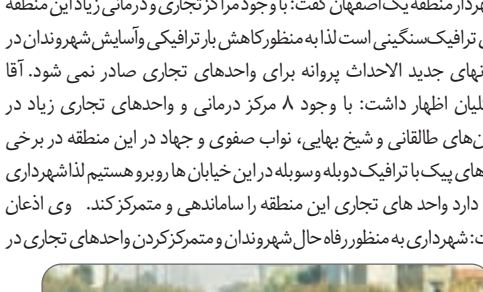 شهردار منطقه یک اصفهان گفت: با وجود مراکز تجاری و درمانی زیاد این منطقه
ترافیک سنگینی است لذا به منظور کاهش بار ترافیکی و آسایش شهروندان در
جدید الاحداث پروانه برای واحدهای تجاری صادر نمی شود. آقا
اظهار داشت: با وجود ۸ مرکز درمانی و واحدهای تجاری زیاد در
طالقانی و شیخ بهایی، نواب صفوی و جهاد در این منطقه در برخی
پیک با ترافیک دوبله و سوبله در این خیابان ها روبرو هستیم لذا شهرداری
دارد واحد های تجاری این منطقه را ساماندهی و متمرکز کند. وی اذعان
شهرداری به منظور رفاه حال شهروندان و متمرکز کردن واحدهای تجاری در